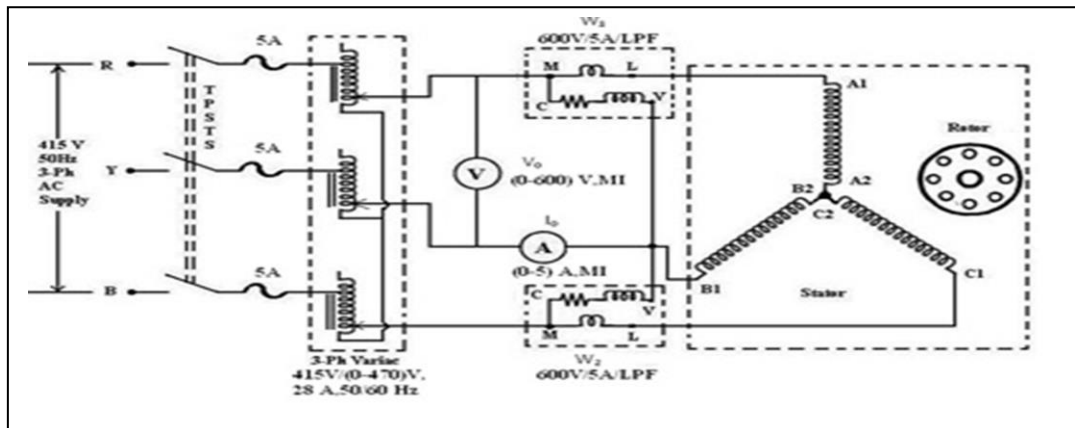 W₂
600V/5A/LPF
5A
R
M
L
A1
C
V
TPSTS
Rotor
415 V
50Hz
3-Ph
AC
Supply
5A
V
V₀
(0-600) V,MI
Y
B2
A2
C2
I₀
A
(0-5) A,MI
5A
B
C
V
B1
C1
Stator
M
L
3-Ph Variac
415V/(0-470)V,
28 A,50/60 Hz
W₂
600V/5A/LPF